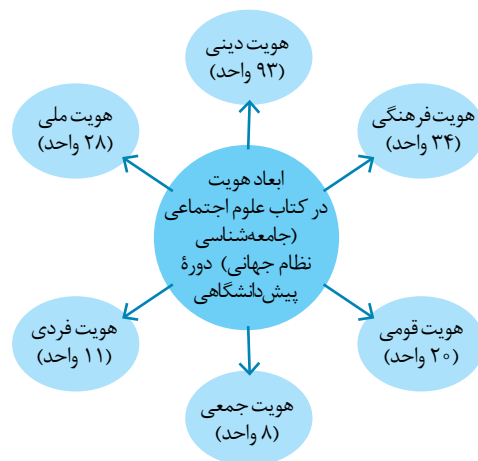 هویت دینی
(۹۳ واحد)
هویت فرهنگی
(۳۴ واحد)
هویت ملی
(۲۸ واحد)
ابعاد هویت
در کتاب علوم اجتماعی
(جامعه‌شناسی
نظام جهانی) دورهٔ
پیش‌دانشگاهی
هویت قومی
(۲۰ واحد)
هویت فردی
(۱۱ واحد)
هویت جمعی
(۸ واحد)